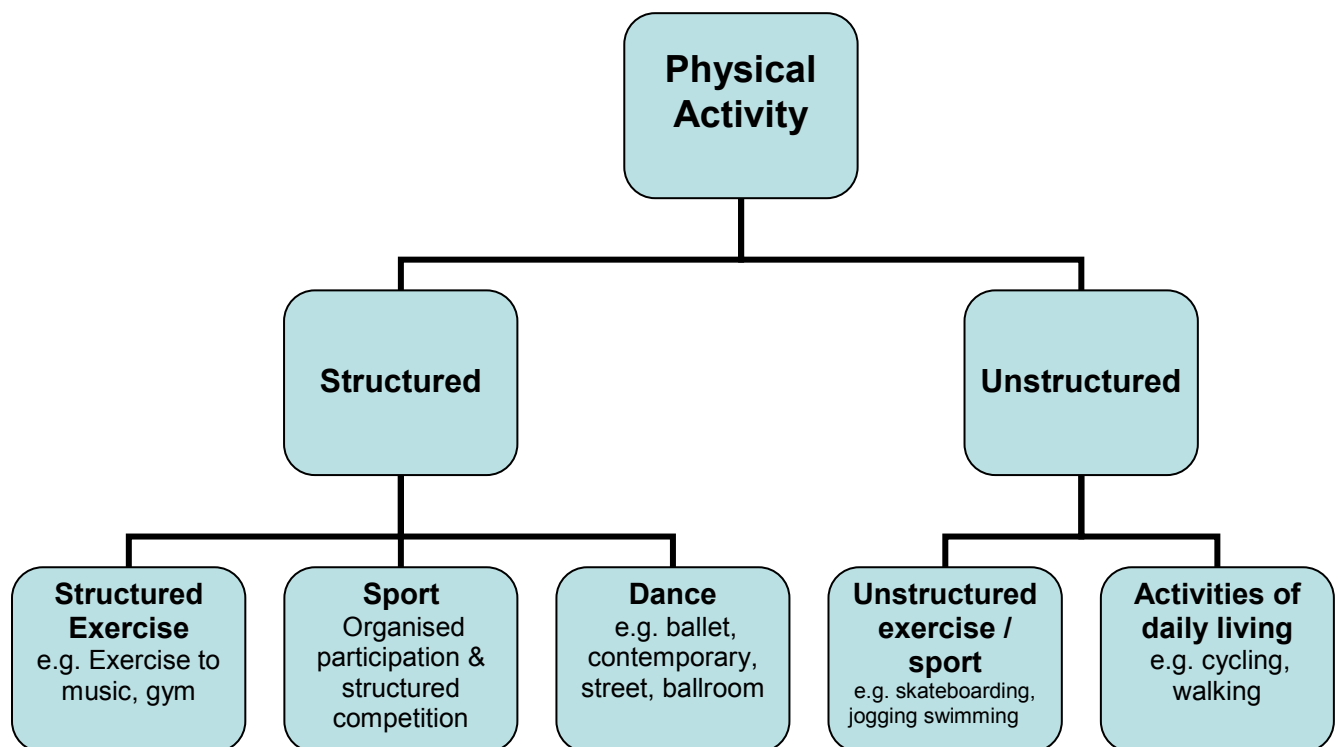 Physical
Activity
Structured
Unstructured
Structured
Exercise
e.g. Exercise to
music, gym
Sport
Organised
participation &
structured
competition
Dance
e.g. ballet,
contemporary,
street, ballroom
Unstructured
exercise /
sport
e.g. skateboarding,
jogging swimming
Activities of
daily living
e.g. cycling,
walking